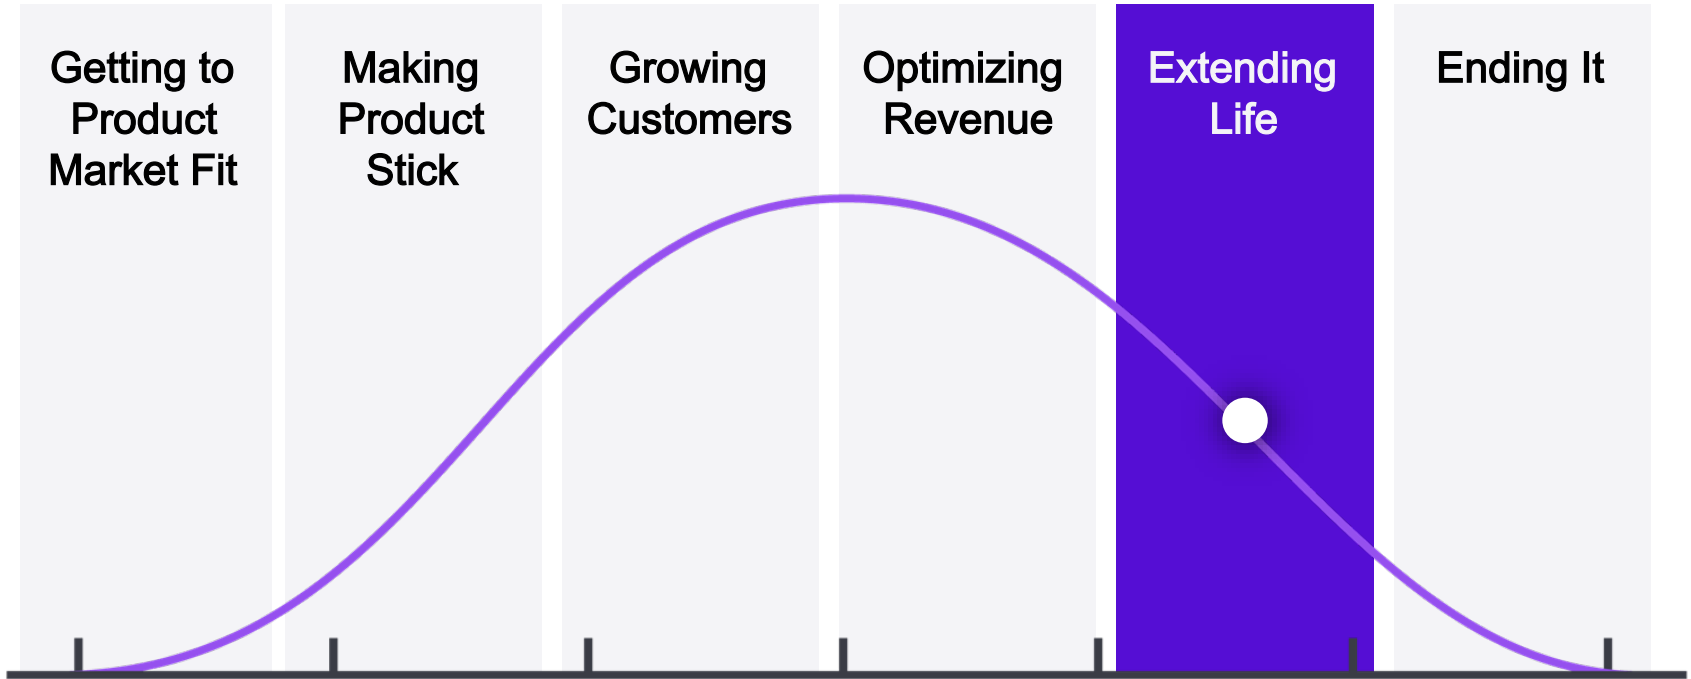 Getting to
Product
Market Fit
Making
Product
Stick
Growing
Customers
Optimizing
Revenue
Extending
Life
Ending It